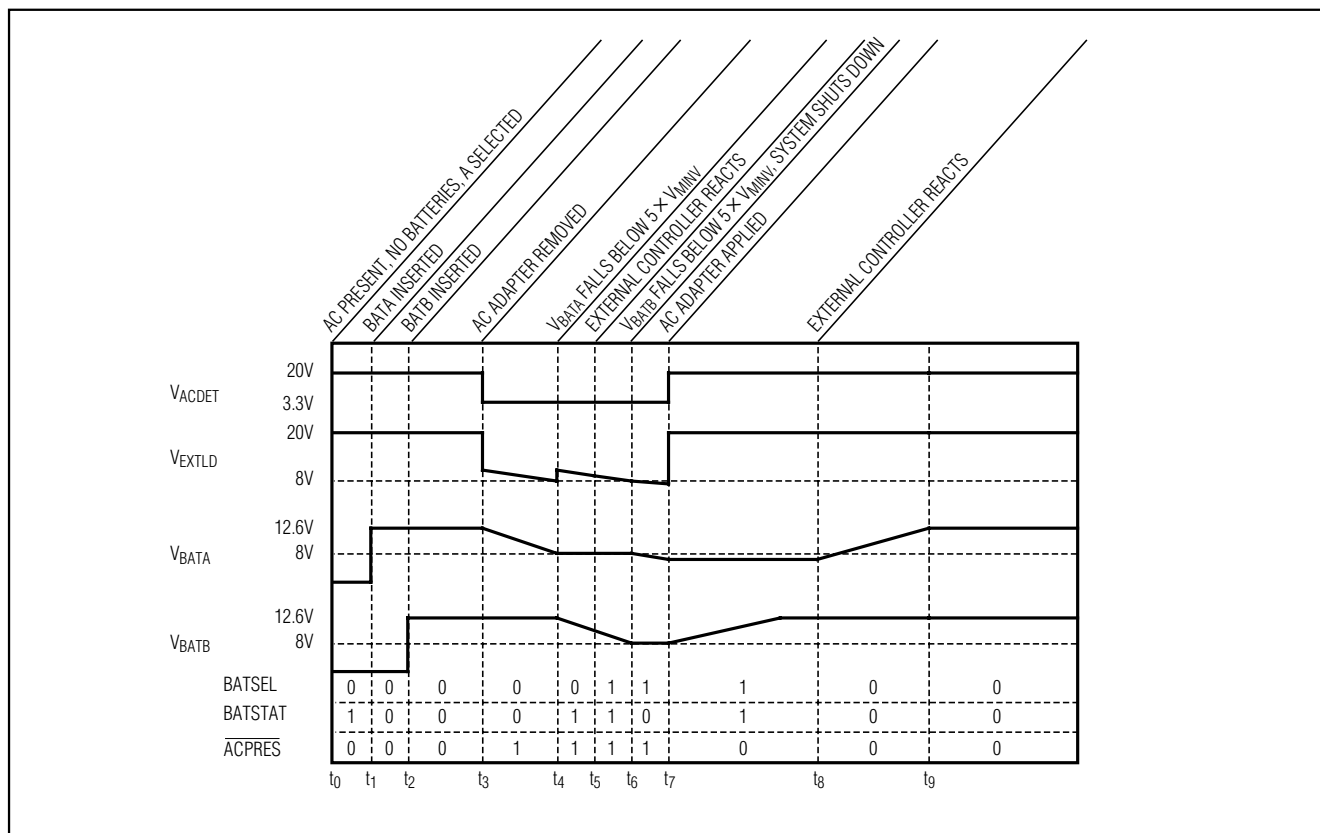 AC PRESENT, NO BATTERIES, A SELECTED
BATA INSERTED
BATB INSERTED
AC ADAPTER REMOVED
VBATA FALLS BELOW 5 × VMINV
EXTERNAL CONTROLLER REACTS
VBATB FALLS BELOW 5 × VMINV, SYSTEM SHUTS DOWN
AC ADAPTER APPLIED
EXTERNAL CONTROLLER REACTS
VACDET
20V
3.3V
VEXTLD
20V
8V
VBATA
12.6V
8V
VBATB
12.6V
8V
BATSEL 0 0 0 0 0 1 1 1 0 0
BATSTAT 1 0 0 0 1 1 0 1 0 0
ACPRES 0 0 0 1 1 1 1 0 0 0
t0 t1 t2 t3 t4 t5 t6 t7 t8 t9